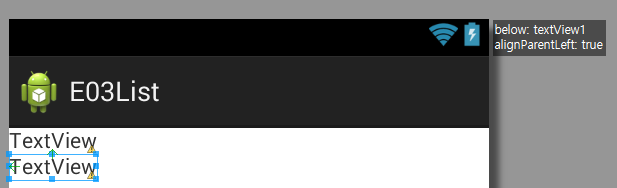 below: textView1
alignParentLeft: true
E03List
TextView
TextView